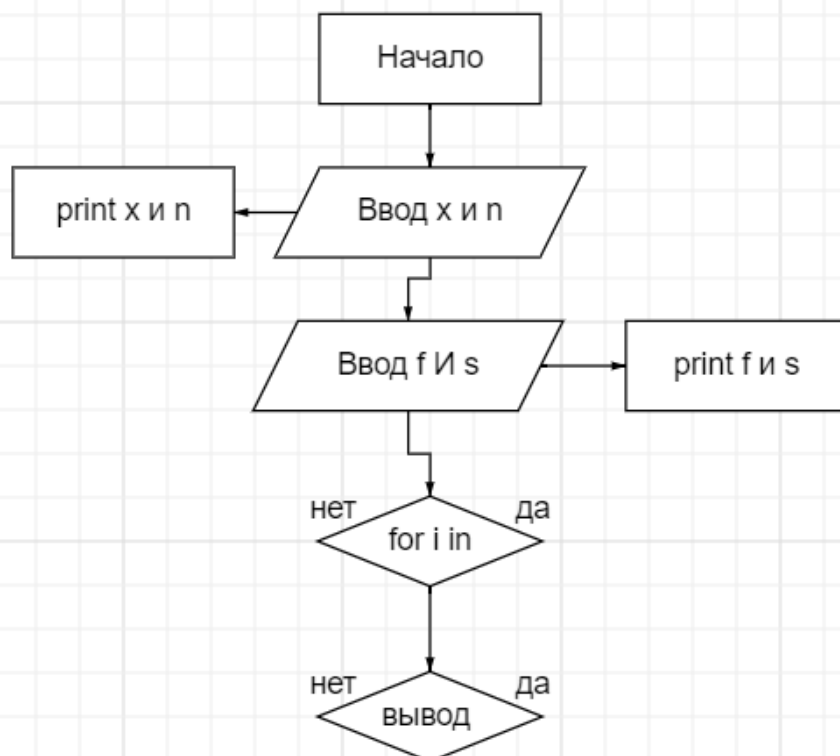 Начало
print x и n
Ввод x и n
Ввод f И s
print f и s
нет
да
for i in
нет
да
вывод